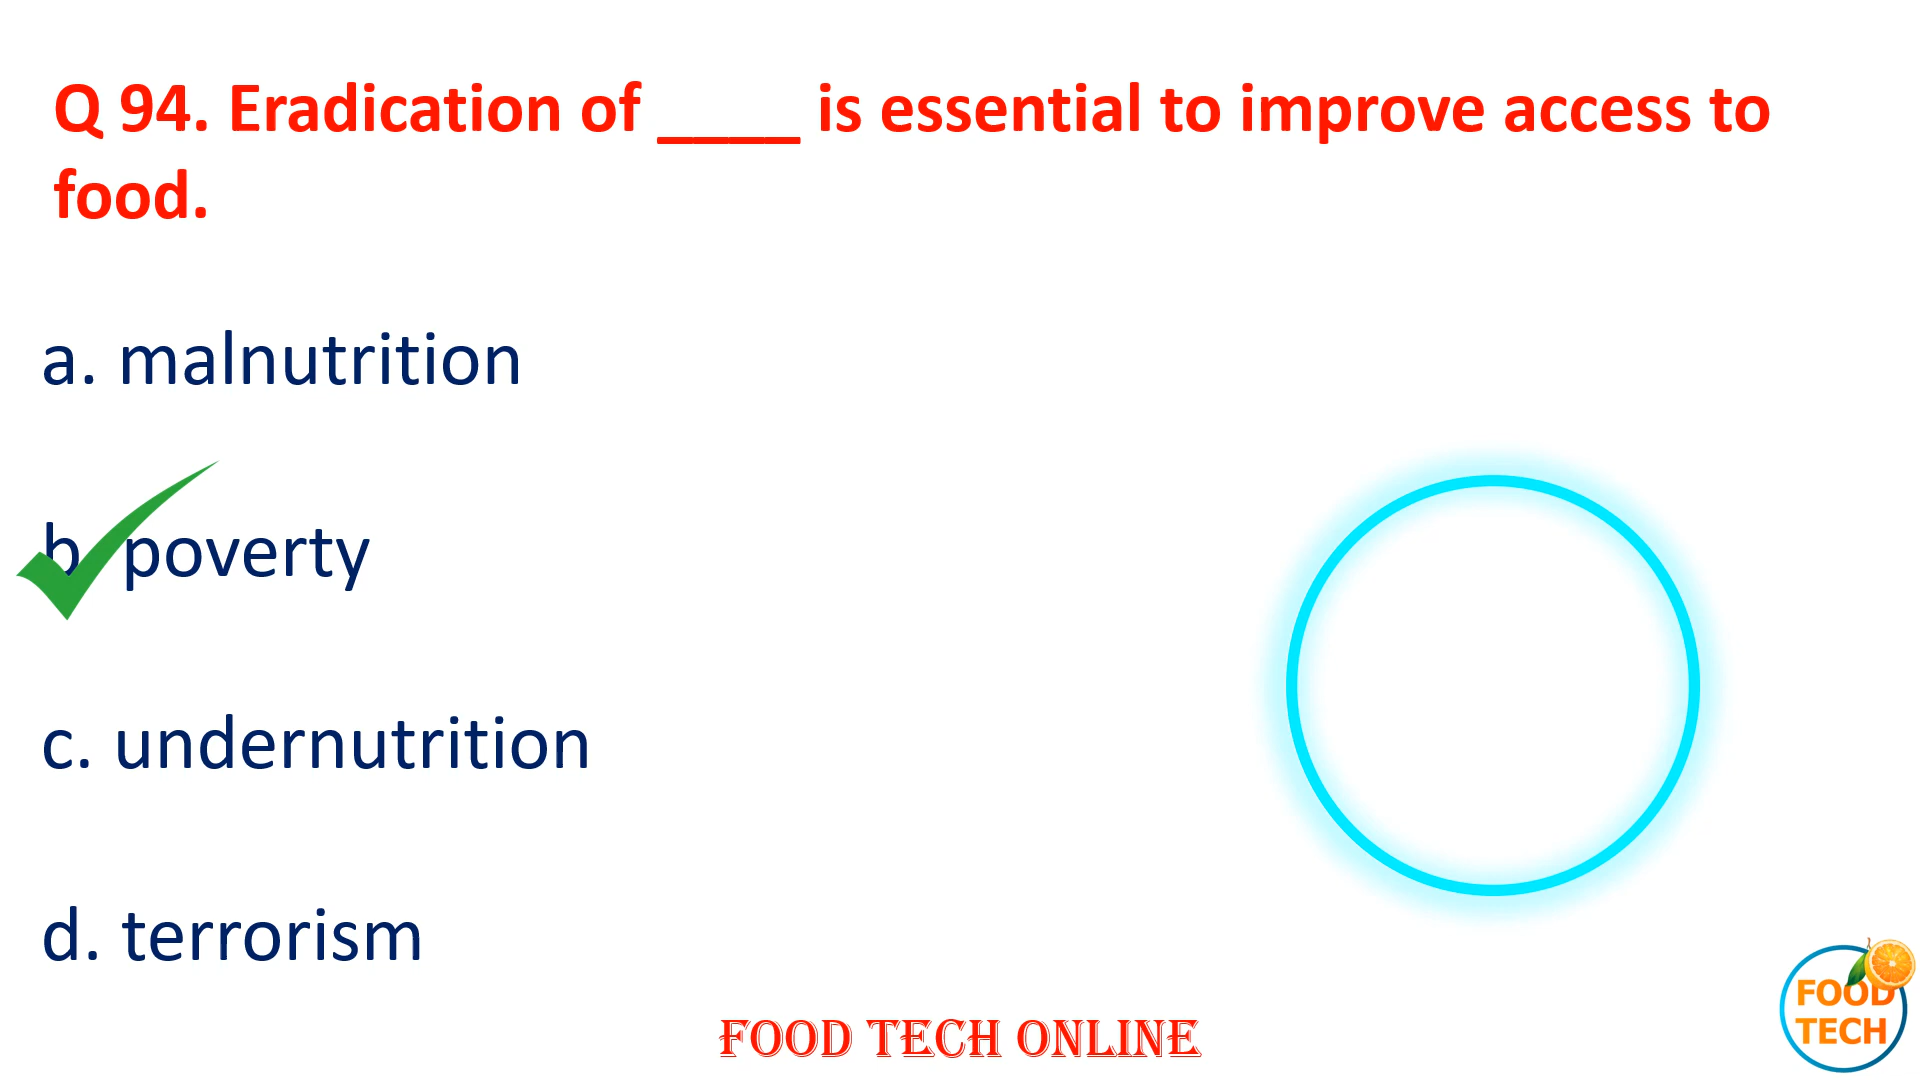 Q 94. Eradication of ____ is essential to improve access to
food.
a. malnutrition
b. poverty
c. undernutrition
d. terrorism
FOOD TECH ONLINE
FOOD
TECH